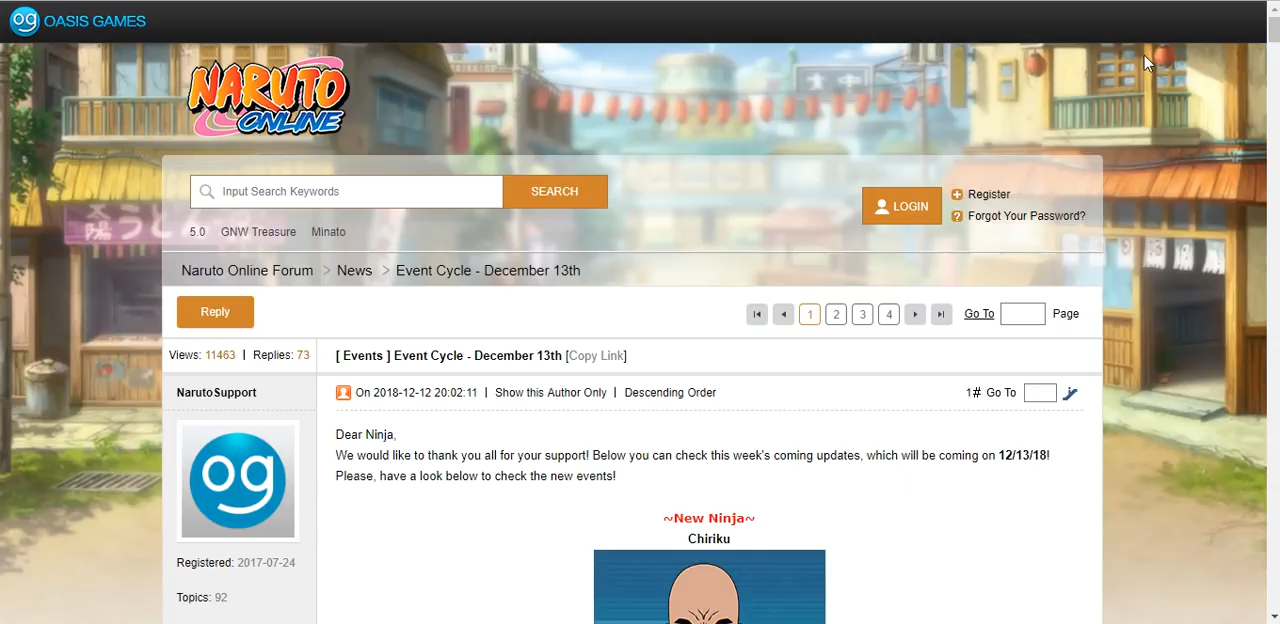 og OASIS GAMES
NARUTO
ONLINE
Input Search Keywords
SEARCH
LOGIN
Register
Forgot Your Password?
5.0 GNW Treasure Minato
Naruto Online Forum > News > Event Cycle - December 13th
Reply
1 2 3 4 Go To Page
Views: 11463 | Replies: 73
[ Events ] Event Cycle - December 13th [Copy Link]
NarutoSupport
On 2018-12-12 20:02:11 | Show this Author Only | Descending Order
1# Go To
og
Registered: 2017-07-24
Topics: 92
Dear Ninja,
We would like to thank you all for your support! Below you can check this week's coming updates, which will be coming on 12/13/18!
Please, have a look below to check the new events!
~New Ninja~
Chiriku